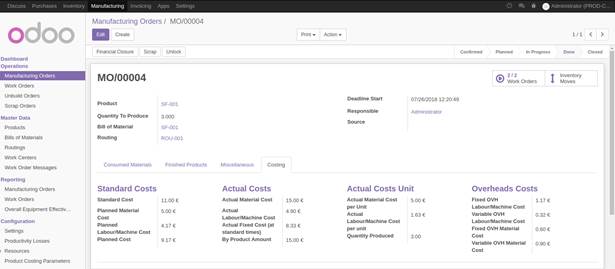 Discuss Purchases Inventory Manufacturing Invoicing Apps Settings Administrator (PROD-C...
odoo
Manufacturing Orders / MO/00004
Edit Create Print Action 1 / 1
Financial Closure Scrap Unlock Confirmed Planned In Progress Done Closed
Dashboard
Operations
Manufacturing Orders
Work Orders
Unbuild Orders
Scrap Orders
Master Data
Products
Bills of Materials
Routings
Work Centers
Work Order Messages
Reporting
Manufacturing Orders
Work Orders
Overall Equipment Effectiv...
Configuration
Settings
Productivity Losses
Resources
Product Costing Parameters
MO/00004
2 / 2
Work Orders
Inventory
Moves
Product SF-001
Quantity To Produce 3.000
Bill of Material SF-001
Routing ROU-001
Deadline Start 07/26/2018 12:20:49
Responsible Administrator
Source
Consumed Materials Finished Products Miscellaneous Costing
Standard Costs
Standard Cost 11.00 €
Planned Material Cost 5.00 €
Planned Labour/Machine Cost 4.17 €
Planned Cost 9.17 €
Actual Costs
Actual Material Cost 15.00 €
Actual Labour/Machine Cost 4.90 €
Actual Fixed Cost (at standard times) 8.33 €
By Product Amount 15.00 €
Actual Costs Unit
Actual Material Cost per Unit 5.00 €
Actual Labour/Machine Cost per unit 1.63 €
Quantity Produced 3.00
Overheads Costs
Fixed OVH Labour/Machine Cost 1.17 €
Variable OVH Labour/Machine Cost 0.32 €
Fixed OVH Material Cost 0.60 €
Variable OVH Material Cost 0.90 €